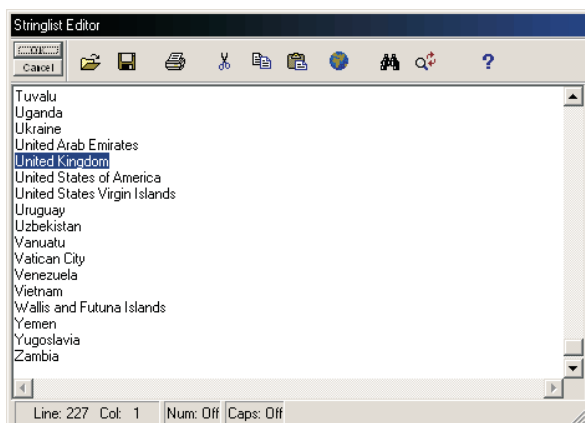 Stringlist Editor
OK
Cancel
?
Tuvalu
Uganda
Ukraine
United Arab Emirates
United Kingdom
United States of America
United States Virgin Islands
Uruguay
Uzbekistan
Vanuatu
Vatican City
Venezuela
Vietnam
Wallis and Futuna Islands
Yemen
Yugoslavia
Zambia
Line: 227 Col: 1 Num: Off Caps: Off